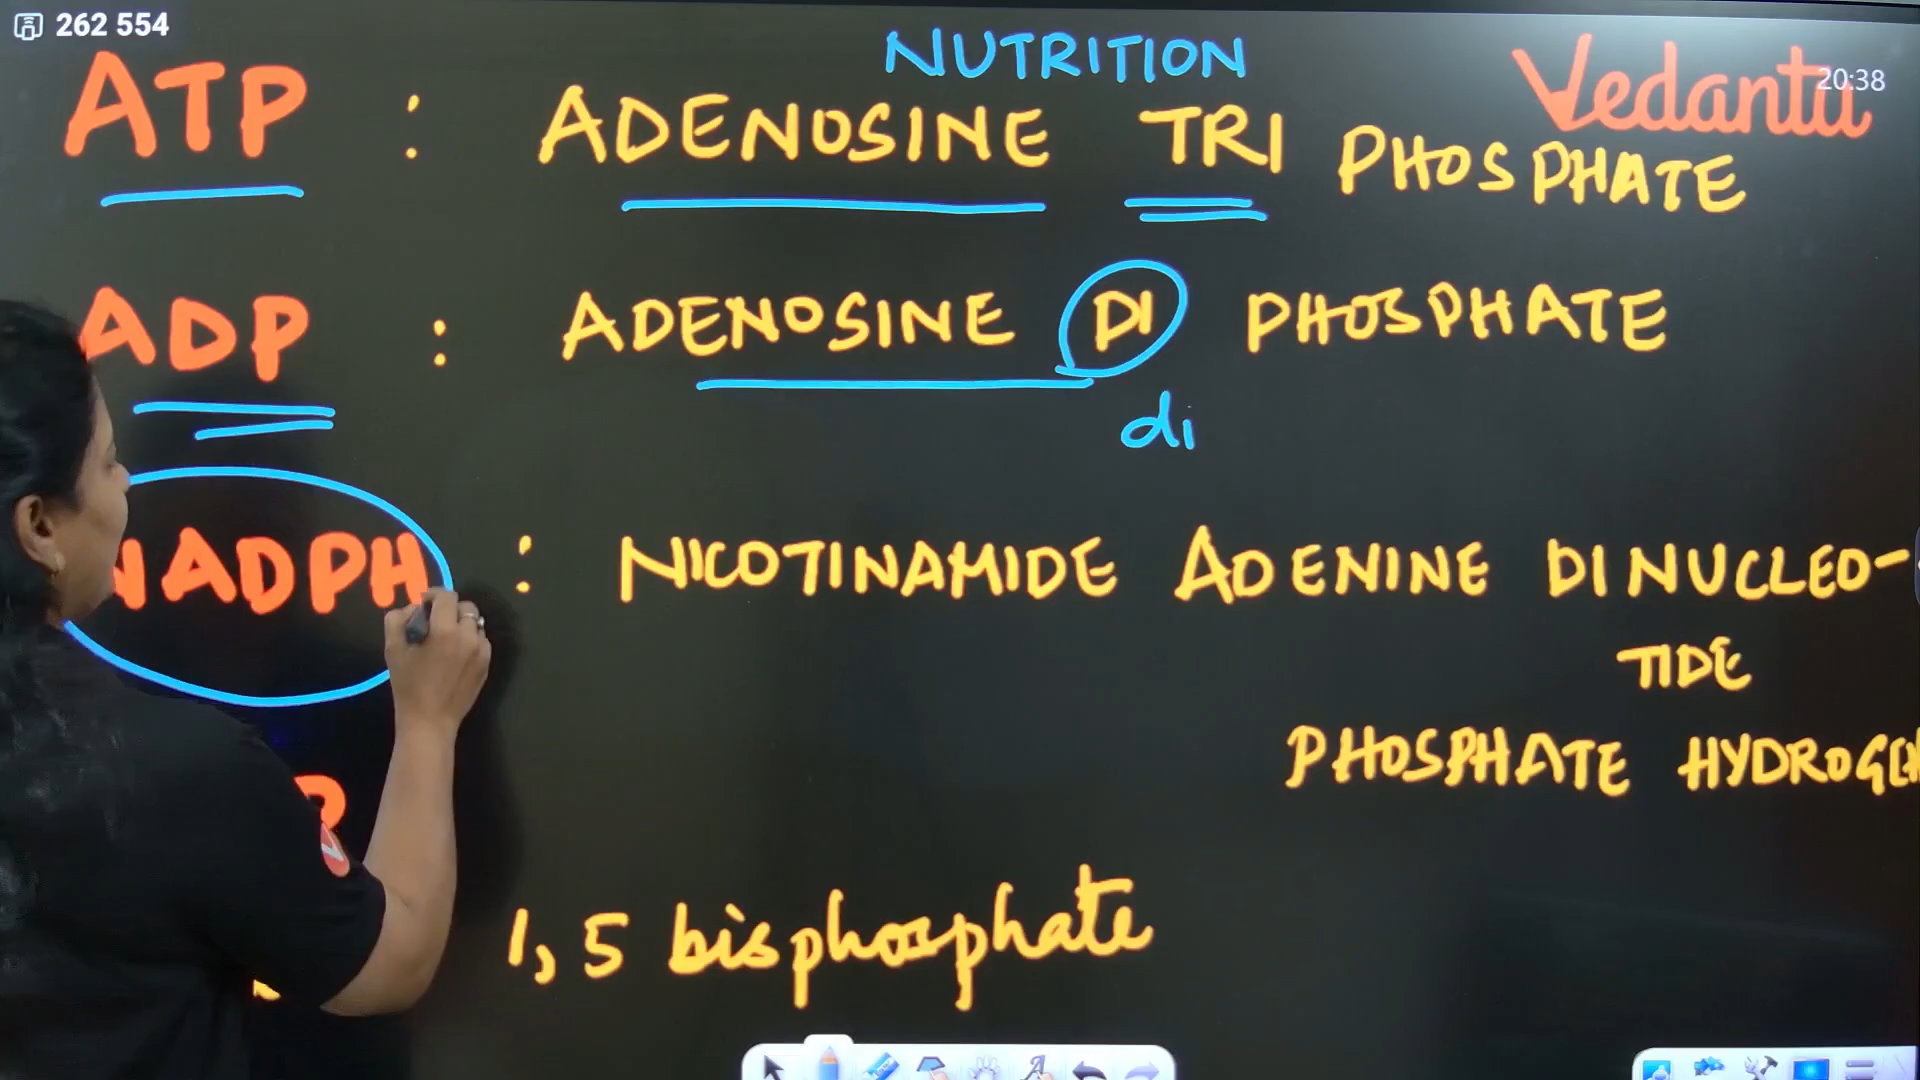 262 554
NUTRITION
Vedantu
20:38
ATP : ADENOSINE TRI PHOSPHATE
ADP : ADENOSINE DI PHOSPHATE
di
NADPH : NICOTINAMIDE ADENINE DINUCLEO-
TIDE
PHOSPHATE HYDROGEN
P
1,5 bisphosphate